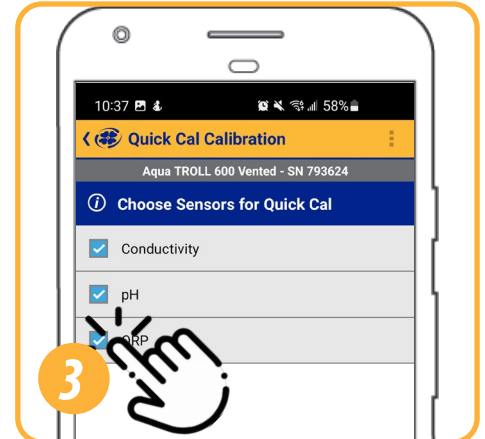 10:37 58%
Quick Cal Calibration
Aqua TROLL 600 Vented - SN 793624
Choose Sensors for Quick Cal
Conductivity
pH
ORP
3